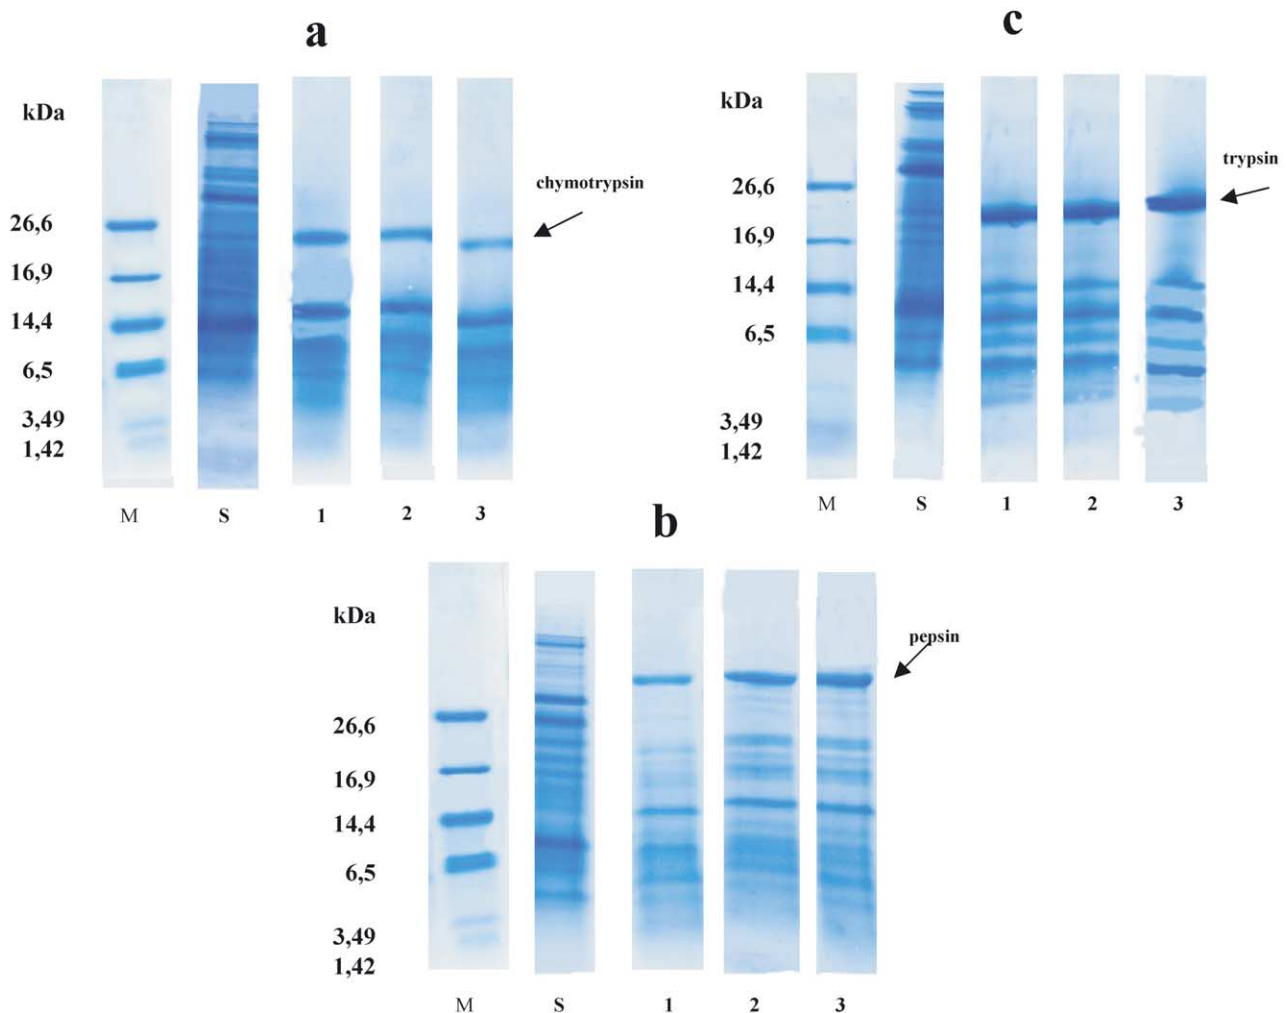 a
kDa
26,6
16,9
14,4
6,5
3,49
1,42
chymotrypsin
M S 1 2 3
c
kDa
26,6
16,9
14,4
6,5
3,49
1,42
trypsin
M S 1 2 3
b
kDa
26,6
16,9
14,4
6,5
3,49
1,42
pepsin
M S 1 2 3